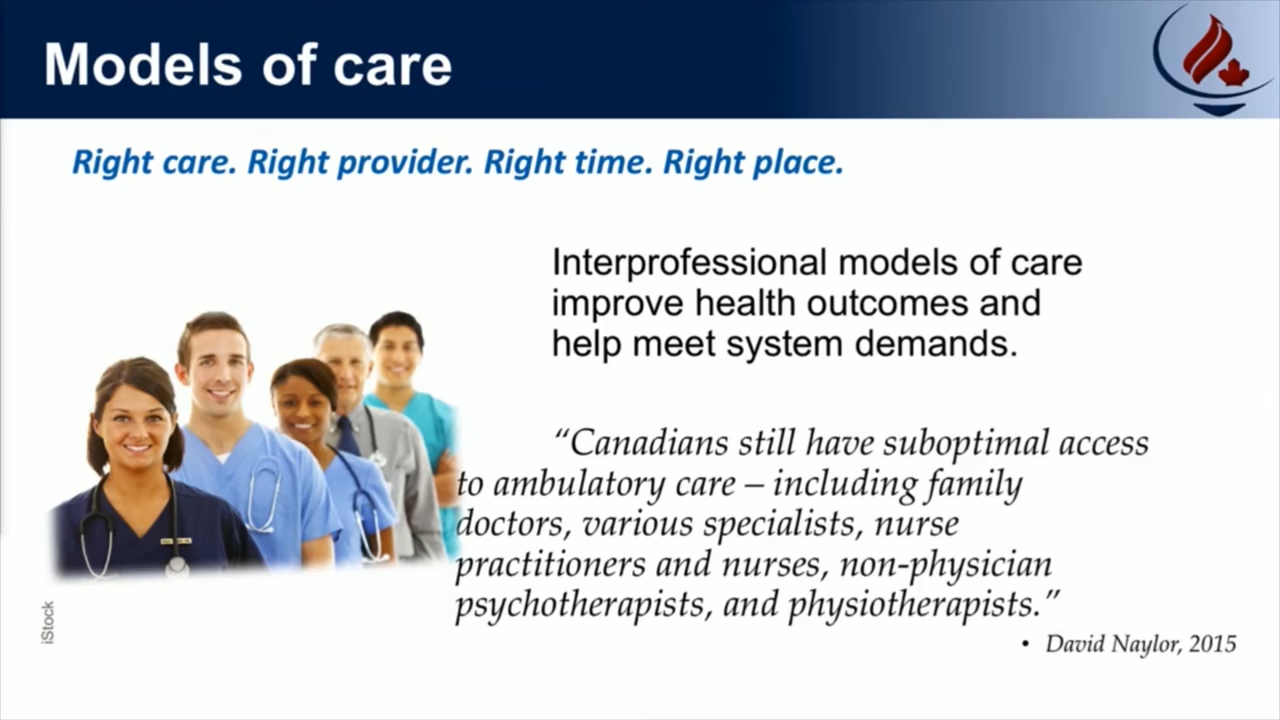 Models of care
Right care. Right provider. Right time. Right place.
Interprofessional models of care
improve health outcomes and
help meet system demands.
“Canadians still have suboptimal access
to ambulatory care – including family
doctors, various specialists, nurse
practitioners and nurses, non-physician
psychotherapists, and physiotherapists.”
• David Naylor, 2015
iStock